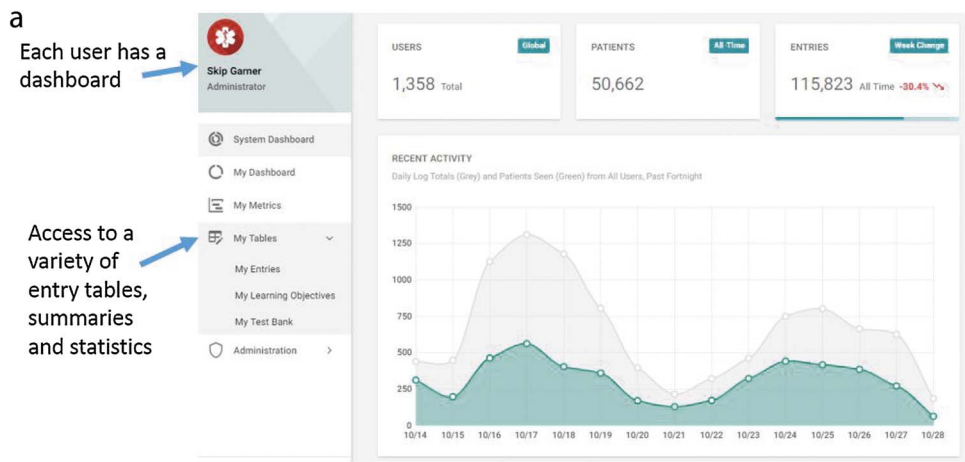 a
Each user has a
dashboard
Access to a
variety of
entry tables,
summaries
and statistics
Skip Garner
Administrator
System Dashboard
My Dashboard
My Metrics
My Tables
My Entries
My Learning Objectives
My Test Bank
Administration
USERS Global
1,358 Total
PATIENTS All-Time
50,662
ENTRIES Week Change
115,823 All Time -30.4%
RECENT ACTIVITY
Daily Log Totals (Grey) and Patients Seen (Green) from All Users, Past Fortnight
1500
1250
1000
750
500
250
0
10/14 10/15 10/16 10/17 10/18 10/19 10/20 10/21 10/22 10/23 10/24 10/25 10/26 10/27 10/28